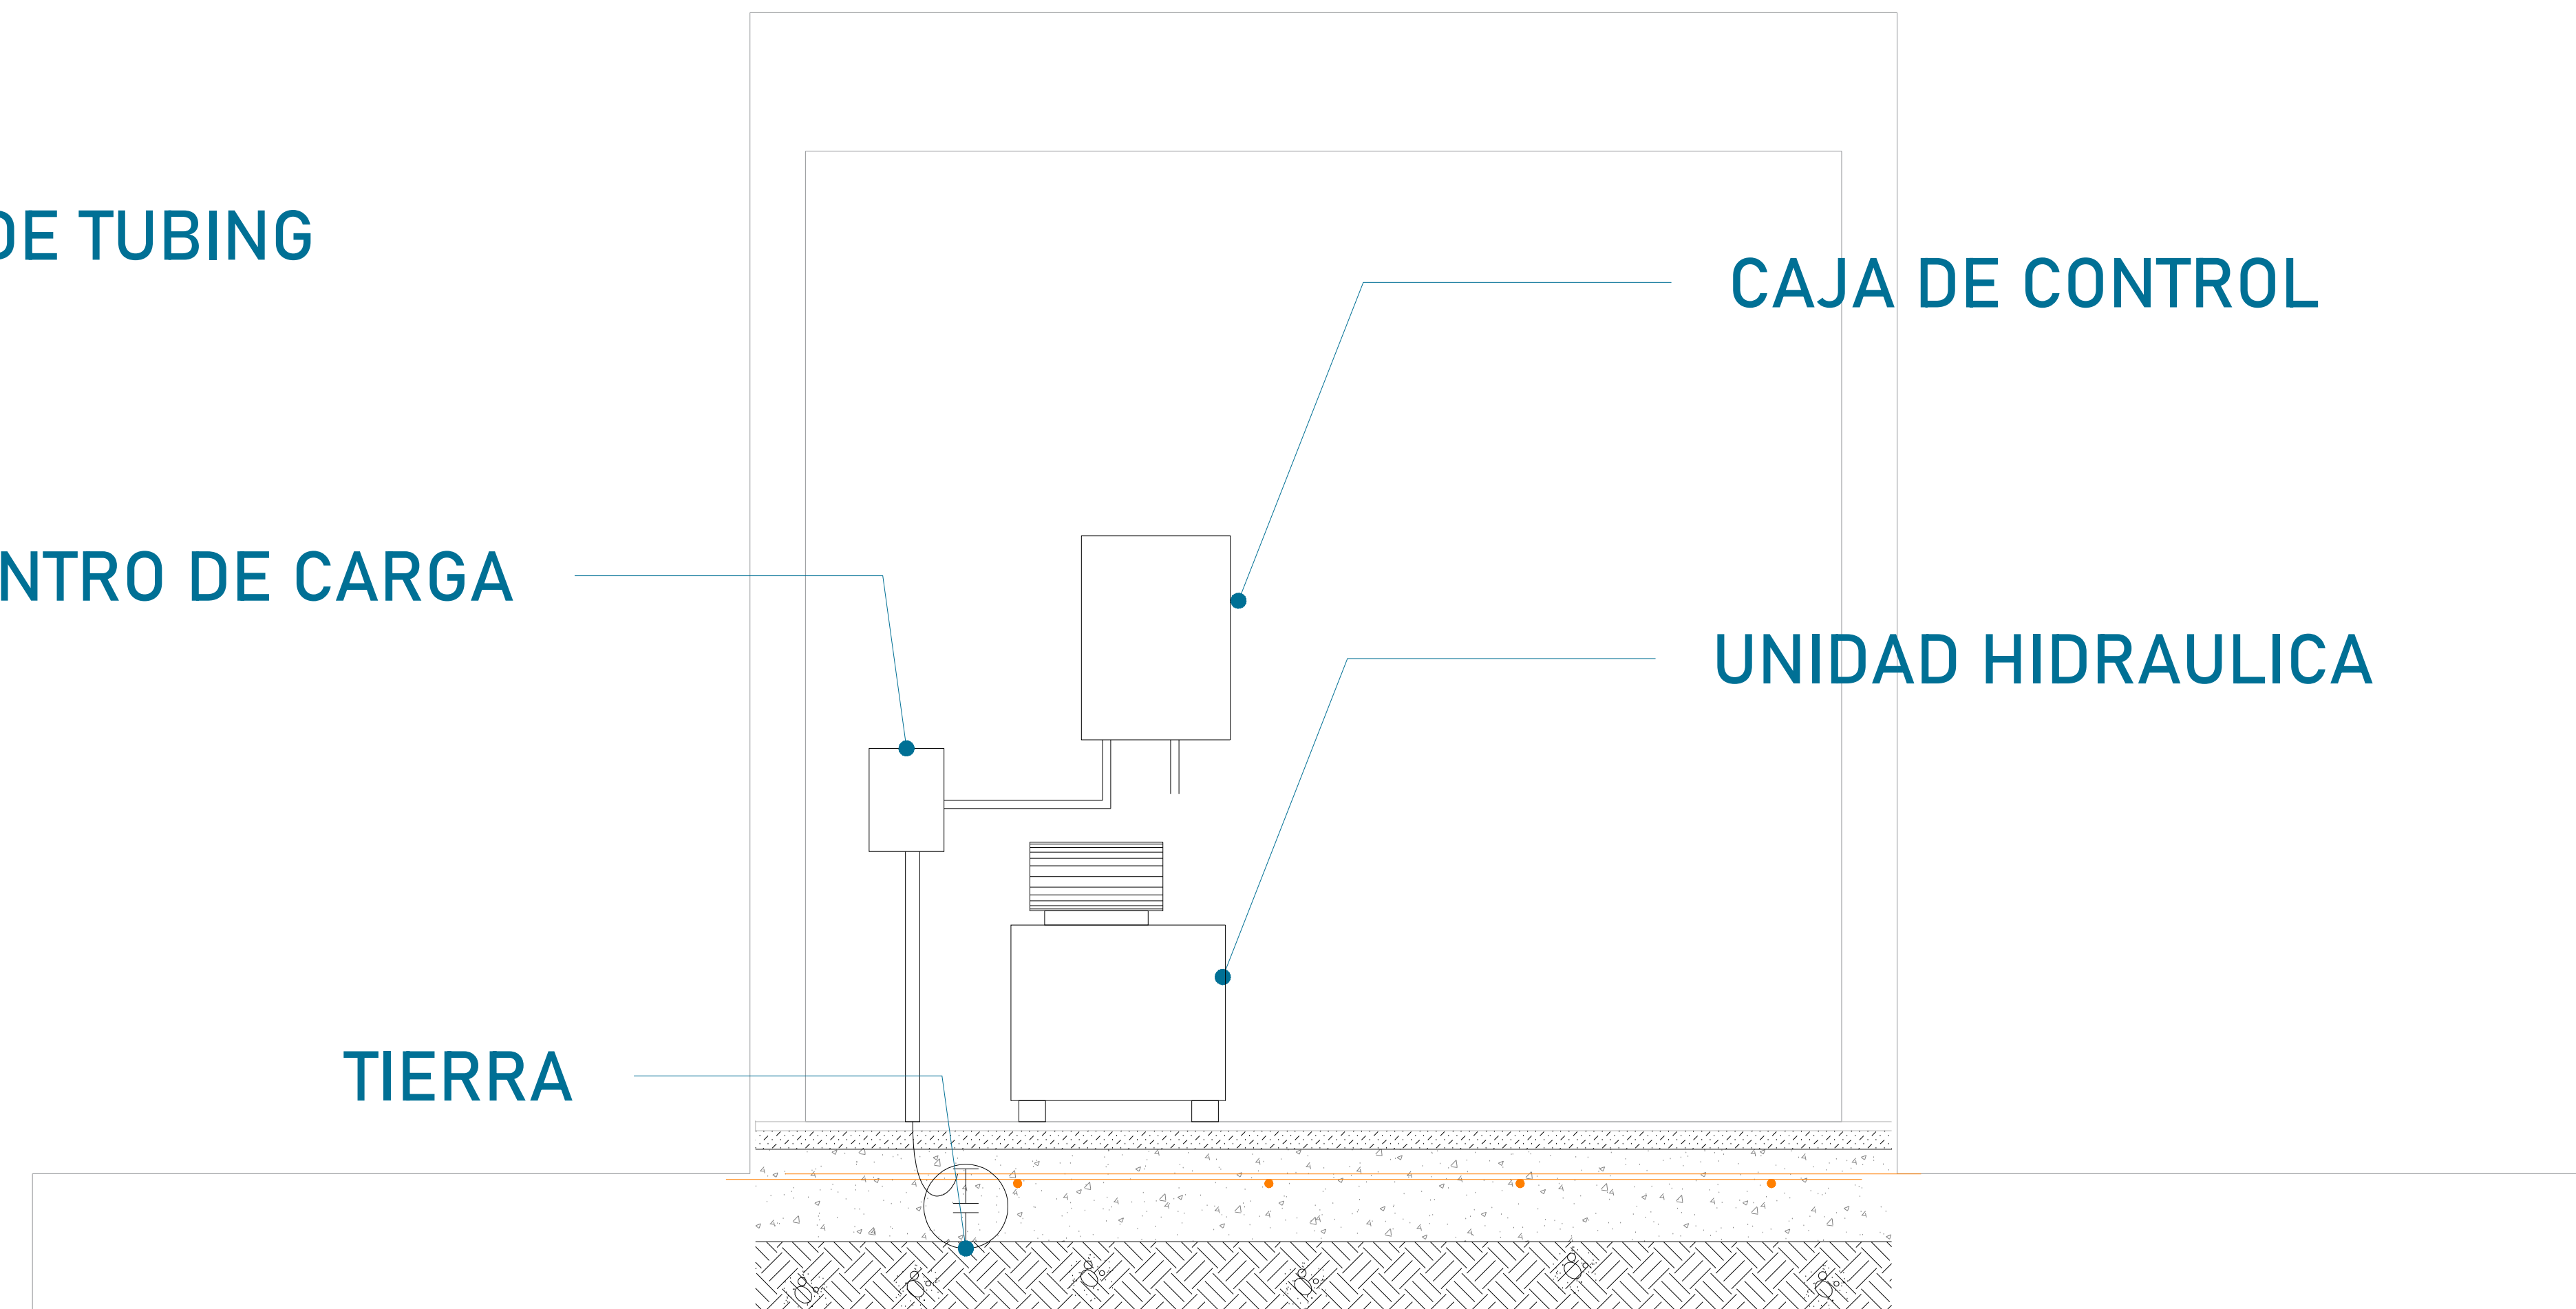 DE TUBING
CAJA DE CONTROL
NTRO DE CARGA
UNIDAD HIDRAULICA
TIERRA